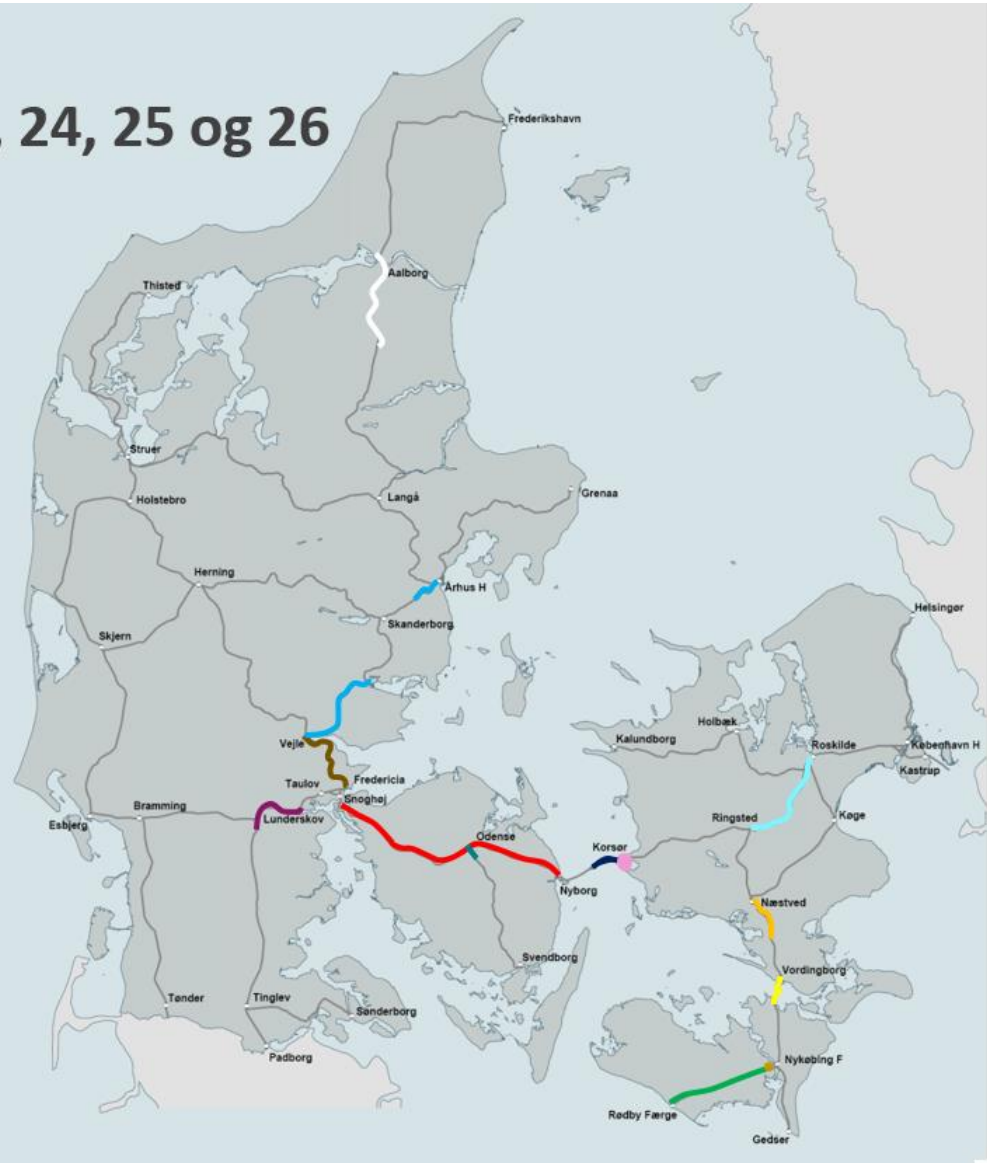 , 24, 25 og 26
Frederikshavn
Aalborg
Thisted
Struer
Holstebro
Langå
Grenaa
Herning
Århus H
Skanderborg
Skjern
Helsingør
Holbæk
Kalundborg
Roskilde
København H
Kastrup
Vejle
Taulov
Fredericia
Snoghøj
Bramming
Esbjerg
Lunderskov
Ringsted
Køge
Odense
Korsør
Nyborg
Næstved
Svendborg
Vordingborg
Tønder
Tinglev
Sønderborg
Padborg
Nykøbing F
Rødby Færge
Gedser